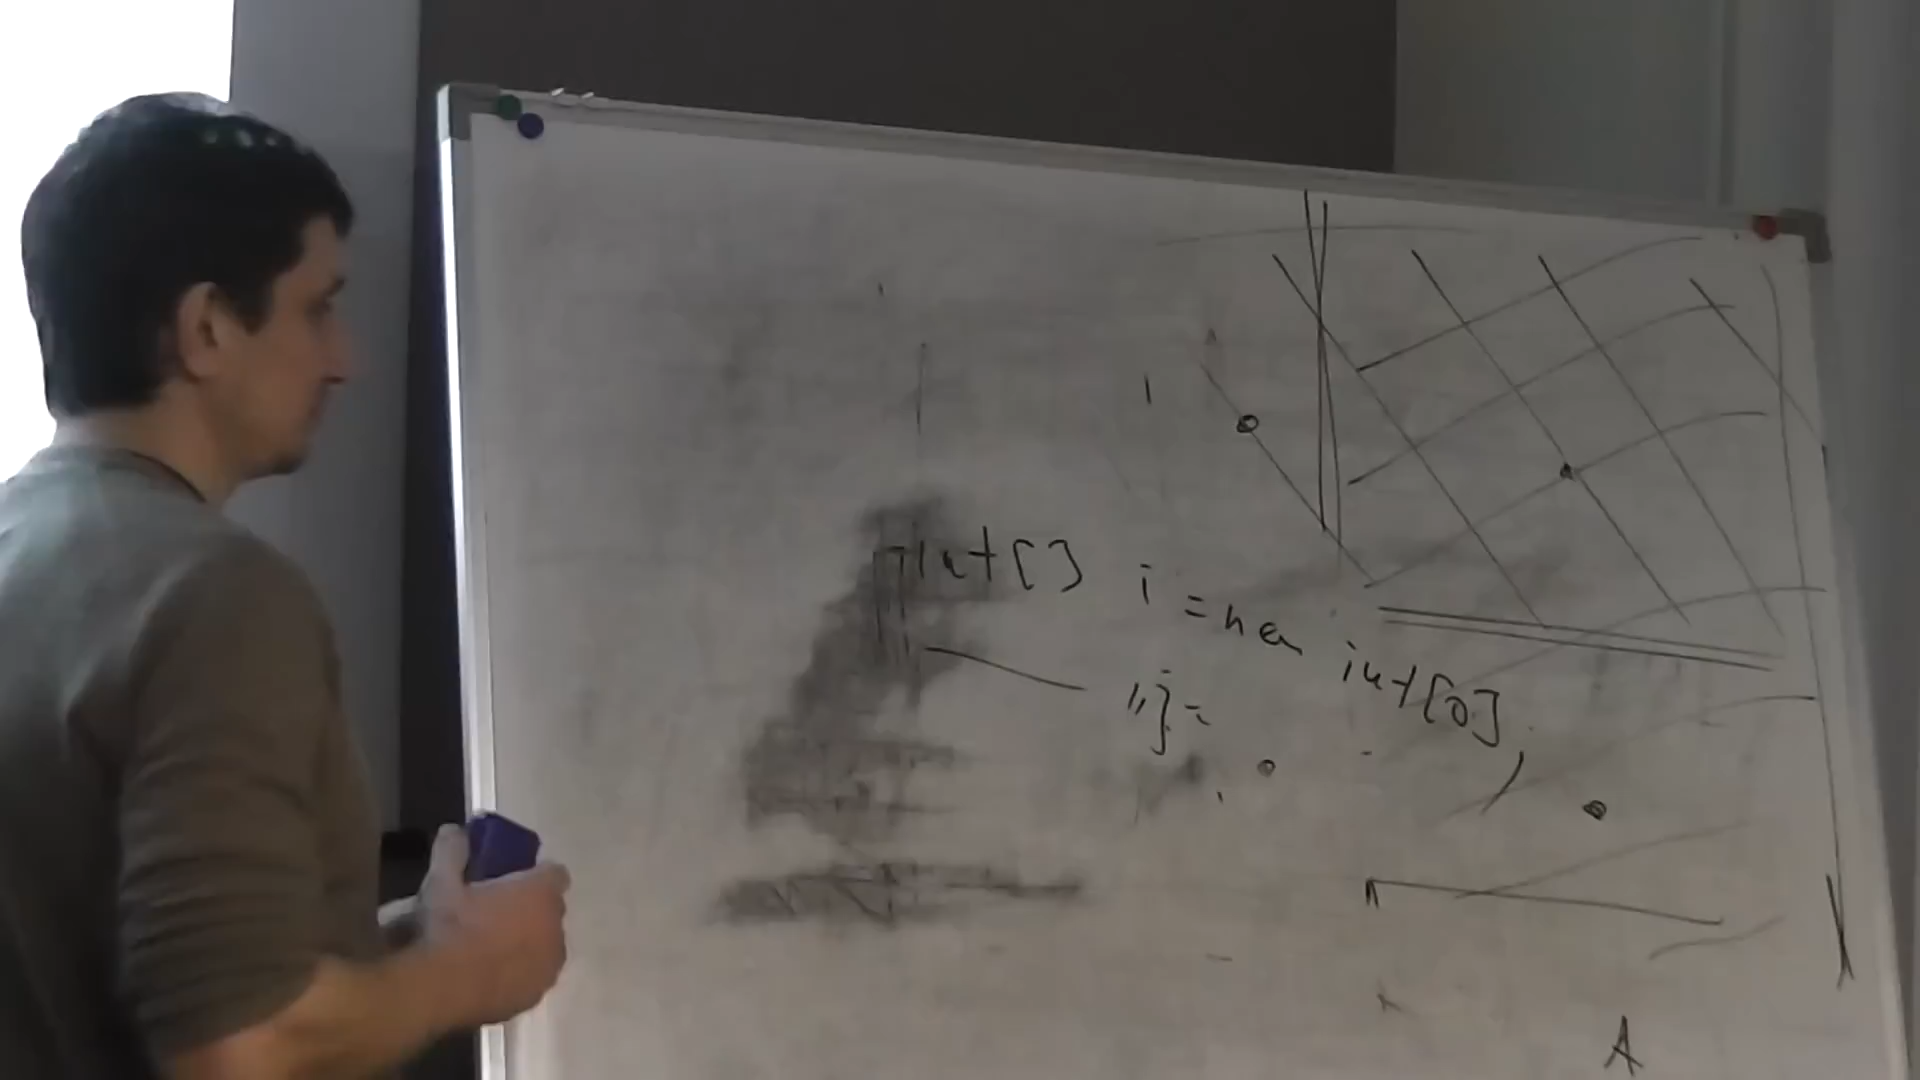 int[] i = new int[0];
i]=
A